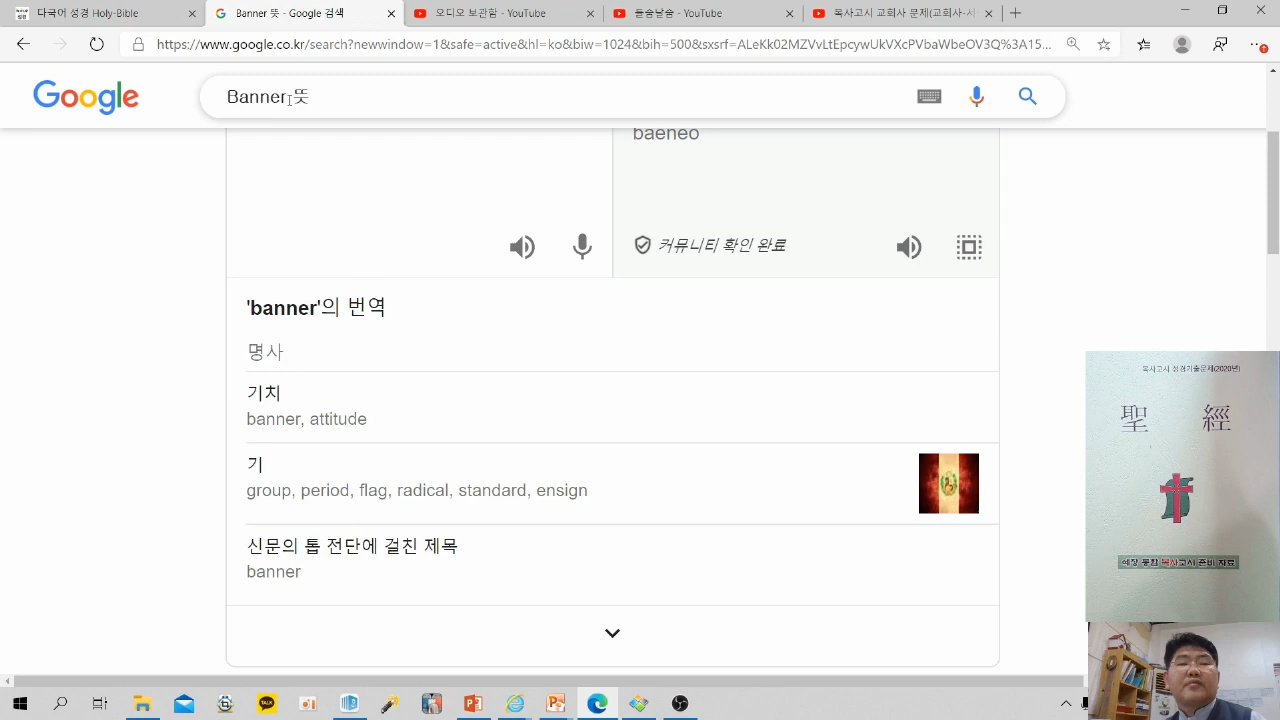 다국어 성경 Holy-Bible
Banner 뜻 - Google 검색
오디오 보관함 - YouTube
들을낭송 - YouTube
목사고시 교회사 문제(교회사-서
https://www.google.co.kr/search?newwindow=1&safe=active&hl=ko&biw=1024&bih=500&sxsrf=ALeKk02MZVvLtEpcywUkVXcPVbaWbeOV3Q%3A15...
Google
Banner 뜻
baeneo
커뮤니티 확인 완료
'banner'의 번역
명사
기치
banner, attitude
기
group, period, flag, radical, standard, ensign
신문의 톱 전단에 걸친 제목
banner
목사고시 성경기출문제(2020년)
聖 經
예장 통합 목사고시 준비 자료
TALK